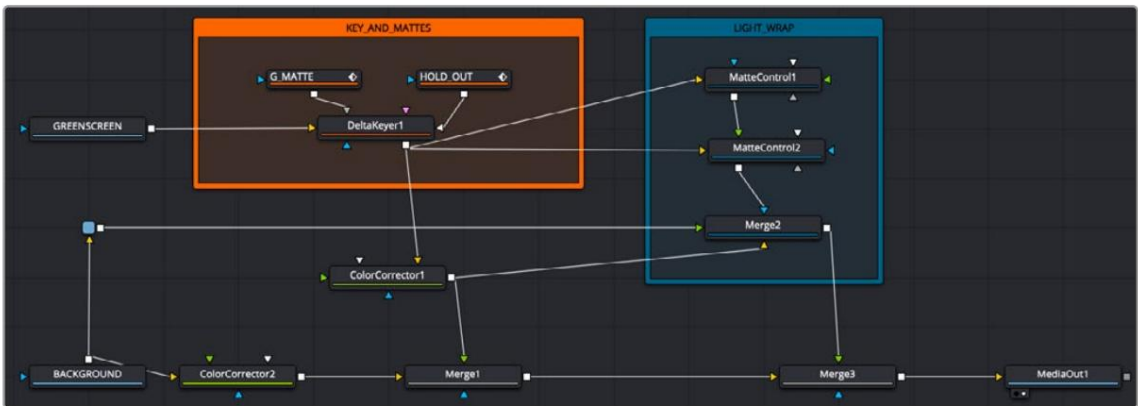 KEY_AND_MATTES
LIGHT_WRAP
G_MATTE
HOLD_OUT
MatteControl1
GREENSCREEN
DeltaKeyer1
MatteControl2
Merge2
ColorCorrector1
BACKGROUND
ColorCorrector2
Merge1
Merge3
MediaOut1